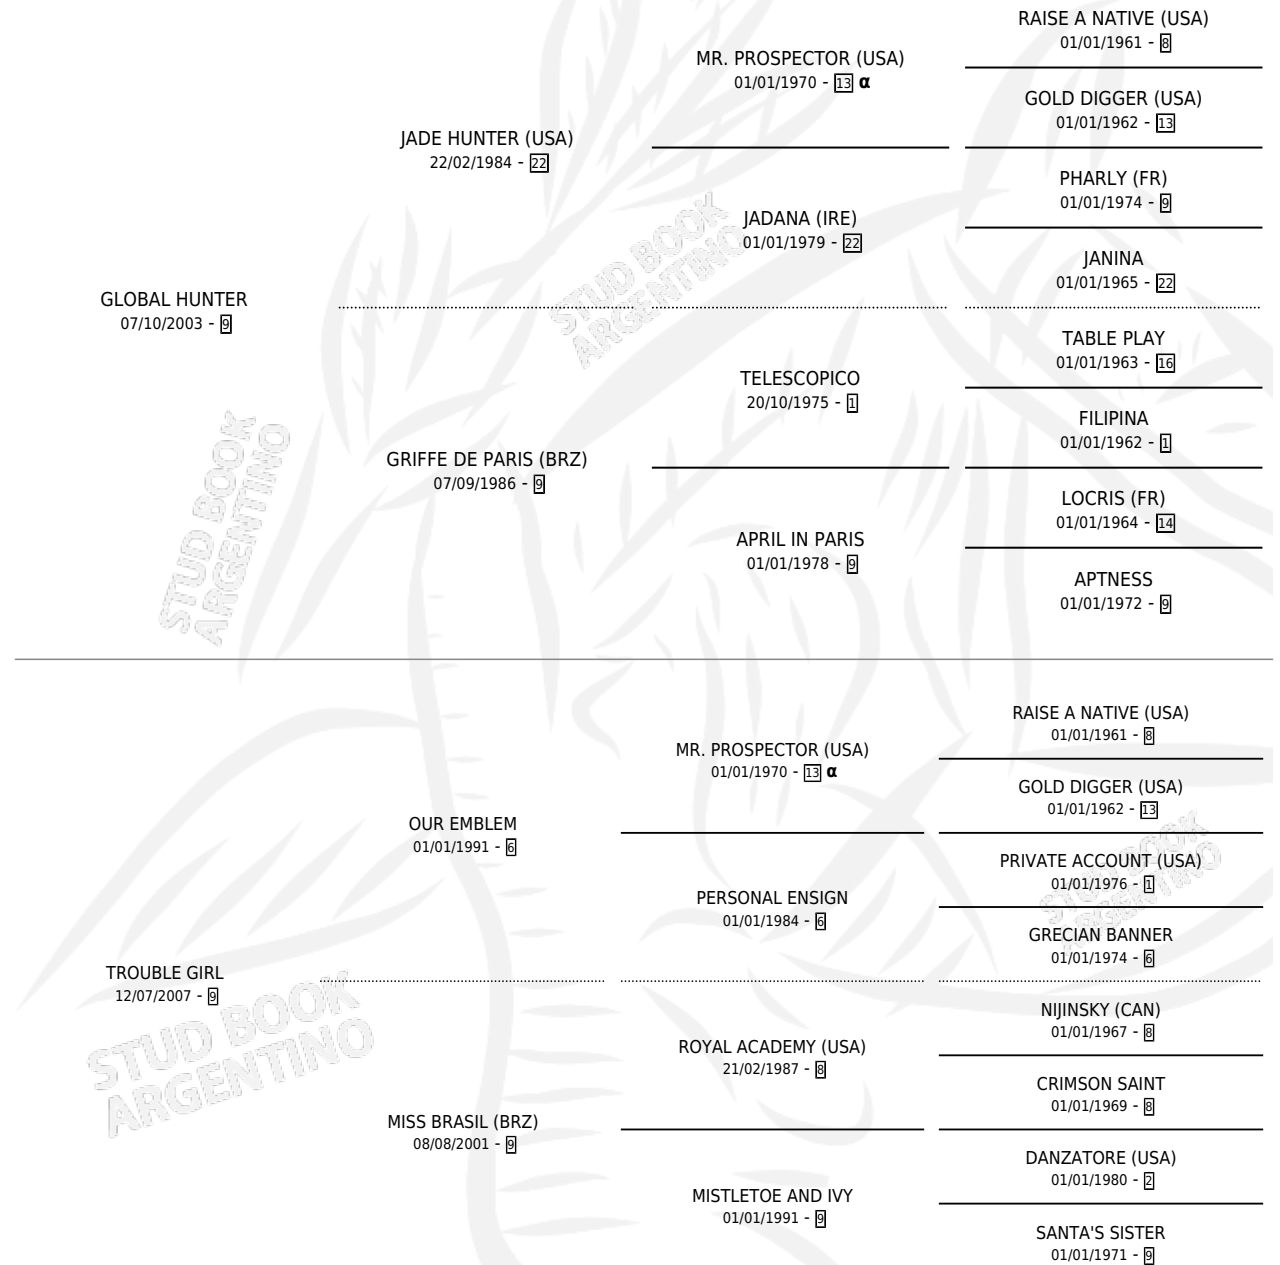 RAISE A NATIVE (USA)
01/01/1961 - 8
MR. PROSPECTOR (USA)
01/01/1970 - 13 α
GOLD DIGGER (USA)
01/01/1962 - 13
JADE HUNTER (USA)
22/02/1984 - 22
PHARLY (FR)
01/01/1974 - 9
JADANA (IRE)
01/01/1979 - 22
JANINA
01/01/1965 - 22
GLOBAL HUNTER
07/10/2003 - 9
TABLE PLAY
01/01/1963 - 16
TELESCOPICO
20/10/1975 - 1
FILIPINA
01/01/1962 - 1
GRIFFE DE PARIS (BRZ)
07/09/1986 - 9
LOCRIS (FR)
01/01/1964 - 14
APRIL IN PARIS
01/01/1978 - 9
APTNESS
01/01/1972 - 9
RAISE A NATIVE (USA)
01/01/1961 - 8
MR. PROSPECTOR (USA)
01/01/1970 - 13 α
GOLD DIGGER (USA)
01/01/1962 - 13
OUR EMBLEM
01/01/1991 - 6
PRIVATE ACCOUNT (USA)
01/01/1976 - 1
PERSONAL ENSIGN
01/01/1984 - 6
GRECIAN BANNER
01/01/1974 - 6
TROUBLE GIRL
12/07/2007 - 9
NIJINSKY (CAN)
01/01/1967 - 8
ROYAL ACADEMY (USA)
21/02/1987 - 8
CRIMSON SAINT
01/01/1969 - 8
MISS BRASIL (BRZ)
08/08/2001 - 9
DANZATORE (USA)
01/01/1980 - 2
MISTLETOE AND IVY
01/01/1991 - 9
SANTA'S SISTER
01/01/1971 - 9
STUD BOOK
ARGENTINO
STUD BOOK
ARGENTINO
STUD BOOK
ARGENTINO
STUD BOOK
ARGENTINO